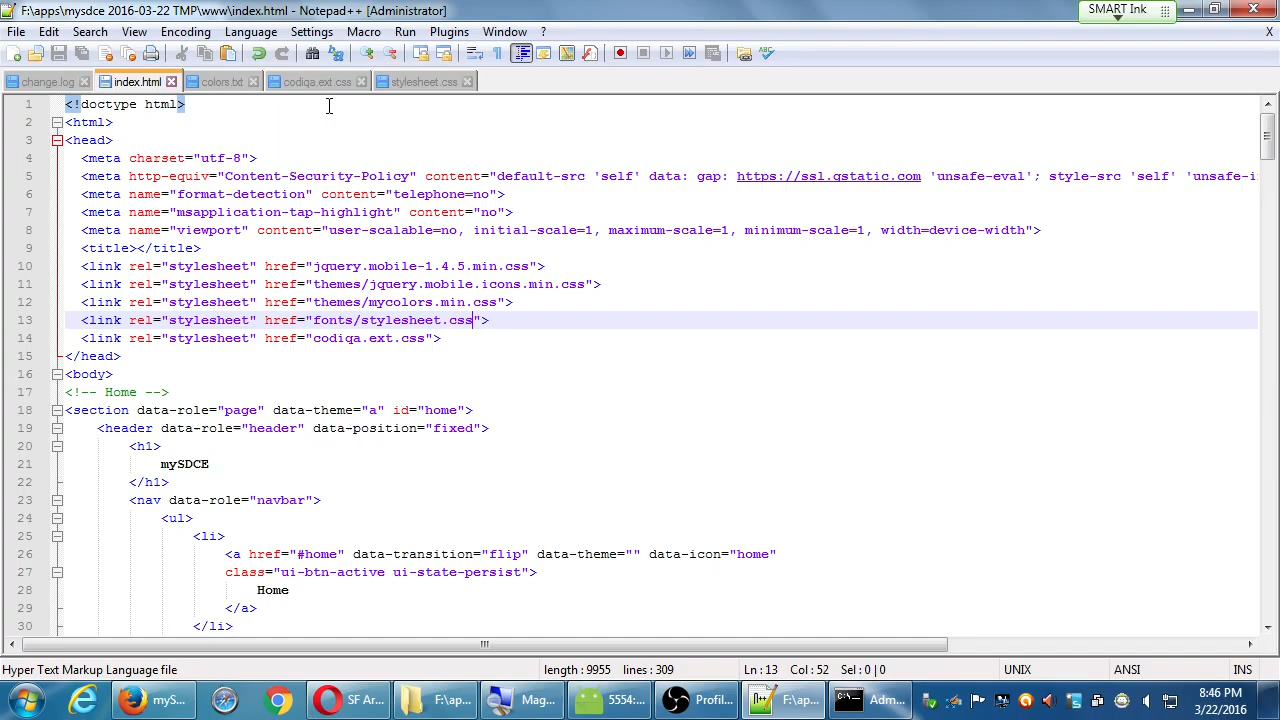 F:\apps\mysdce 2016-03-22 TMP\www\index.html - Notepad++ [Administrator]
SMART Ink
File Edit Search View Encoding Language Settings Macro Run Plugins Window ? X
change.log index.html colors.txt codiqa.ext.css stylesheet.css
1 <!doctype html>
2 <html>
3 <head>
4 <meta charset="utf-8">
5 <meta http-equiv="Content-Security-Policy" content="default-src 'self' data: gap: https://ssl.gstatic.com 'unsafe-eval'; style-src 'self' 'unsafe-i
6 <meta name="format-detection" content="telephone=no">
7 <meta name="msapplication-tap-highlight" content="no">
8 <meta name="viewport" content="user-scalable=no, initial-scale=1, maximum-scale=1, minimum-scale=1, width=device-width">
9 <title></title>
10 <link rel="stylesheet" href="jquery.mobile-1.4.5.min.css">
11 <link rel="stylesheet" href="themes/jquery.mobile.icons.min.css">
12 <link rel="stylesheet" href="themes/mycolors.min.css">
13 <link rel="stylesheet" href="fonts/stylesheet.css">
14 <link rel="stylesheet" href="codiqa.ext.css">
15 </head>
16 <body>
17 <!-- Home -->
18 <section data-role="page" data-theme="a" id="home">
19 <header data-role="header" data-position="fixed">
20 <h1>
21 mySDCE
22 </h1>
23 <nav data-role="navbar">
24 <ul>
25 <li>
26 <a href="#home" data-transition="flip" data-theme="" data-icon="home"
27 class="ui-btn-active ui-state-persist">
28 Home
29 </a>
30 </li>
Hyper Text Markup Language file length : 9955 lines : 309 Ln : 13 Col : 52 Sel : 0 | 0 UNIX ANSI INS
myS... SF Ar... F:\ap... Mag... 5554:... Profil... F:\ap... Adm... 8:46 PM
3/22/2016